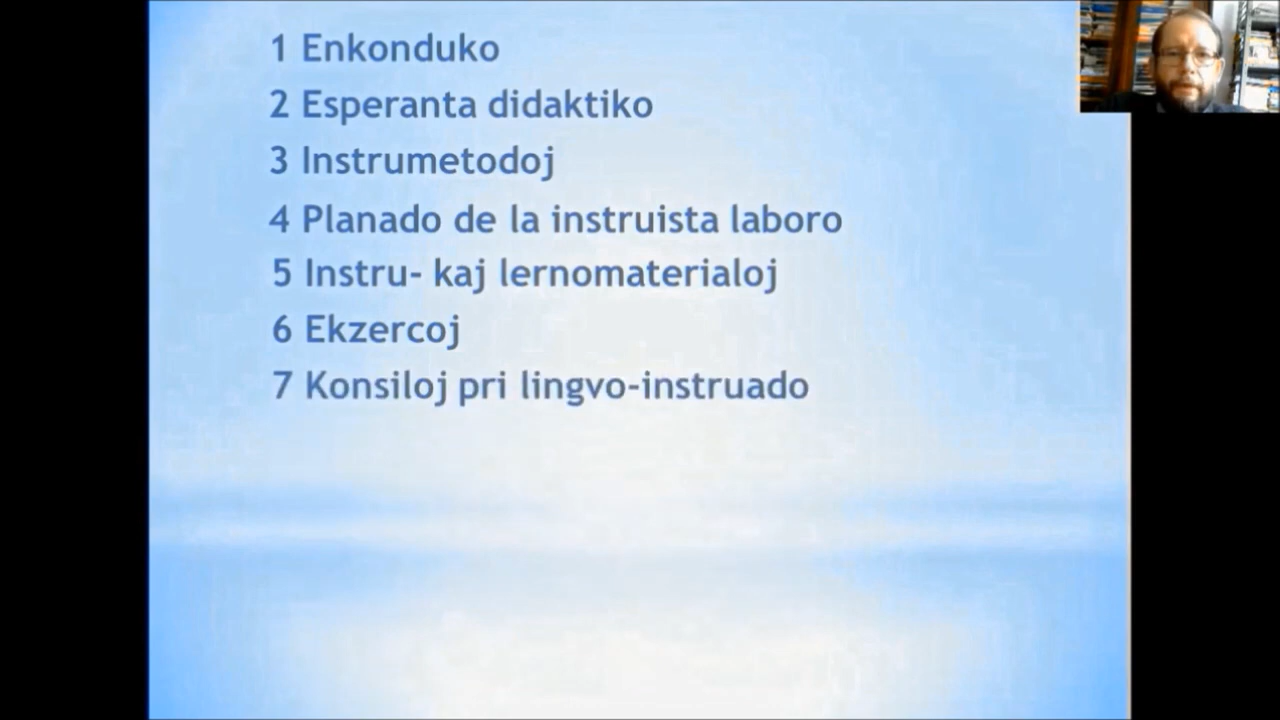 1 Enkonduko
2 Esperanta didaktiko
3 Instrumetodoj
4 Planado de la instruista laboro
5 Instru- kaj lernomaterialoj
6 Ekzercoj
7 Konsiloj pri lingvo-instruado